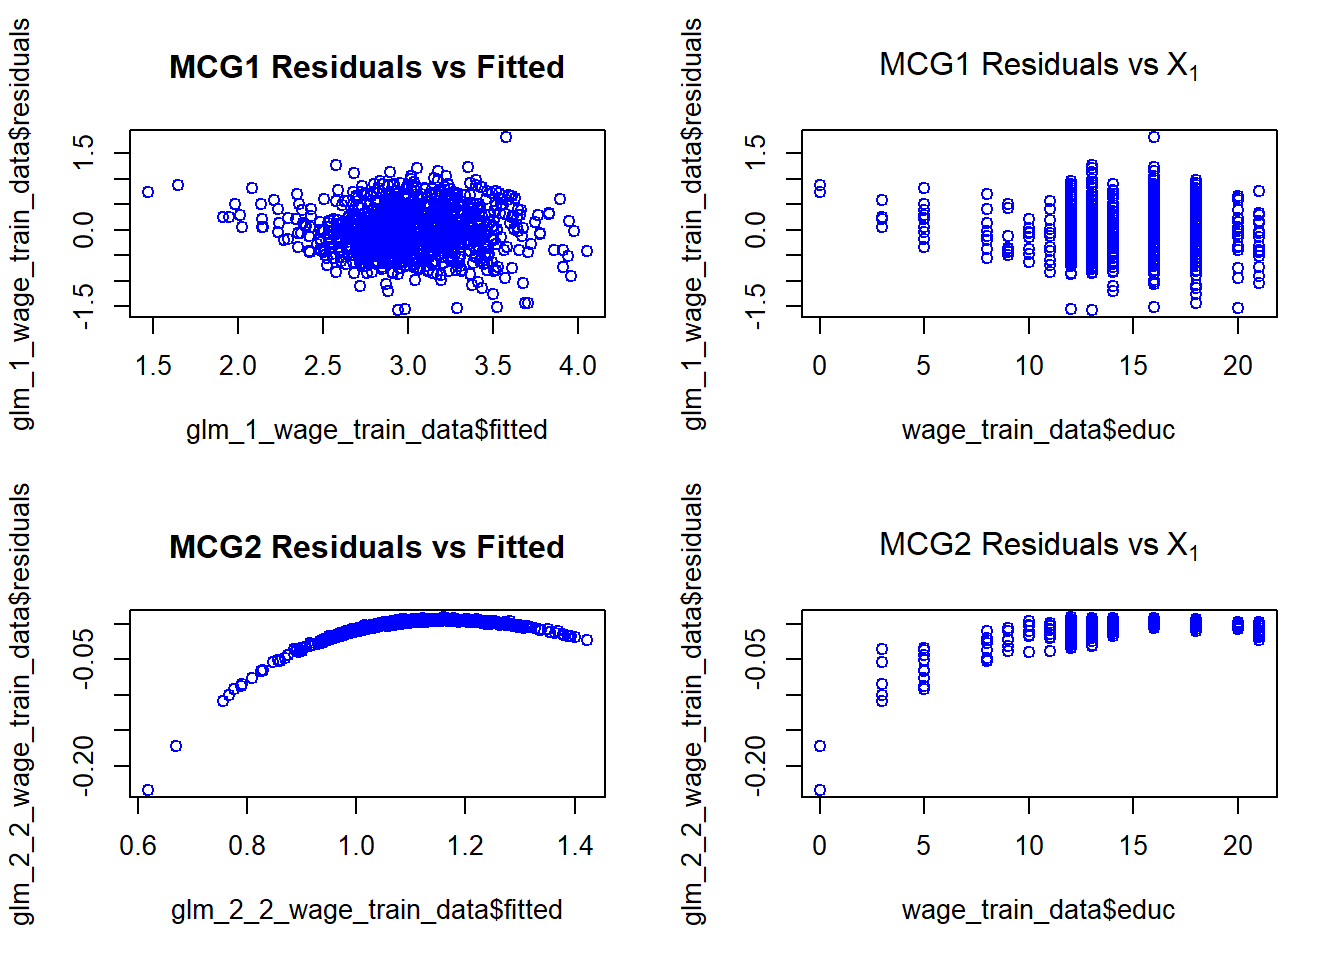 MCG1 Residuals vs Fitted
glm_1_wage_train_data$residuals
1.5
0.0
-1.5
1.5 2.0 2.5 3.0 3.5 4.0
glm_1_wage_train_data$fitted
MCG1 Residuals vs X1
glm_1_wage_train_data$residuals
1.5
0.0
-1.5
0 5 10 15 20
wage_train_data$educ
MCG2 Residuals vs Fitted
glm_2_2_wage_train_data$residuals
-0.05
-0.20
0.6 0.8 1.0 1.2 1.4
glm_2_2_wage_train_data$fitted
MCG2 Residuals vs X1
glm_2_2_wage_train_data$residuals
-0.05
-0.20
0 5 10 15 20
wage_train_data$educ